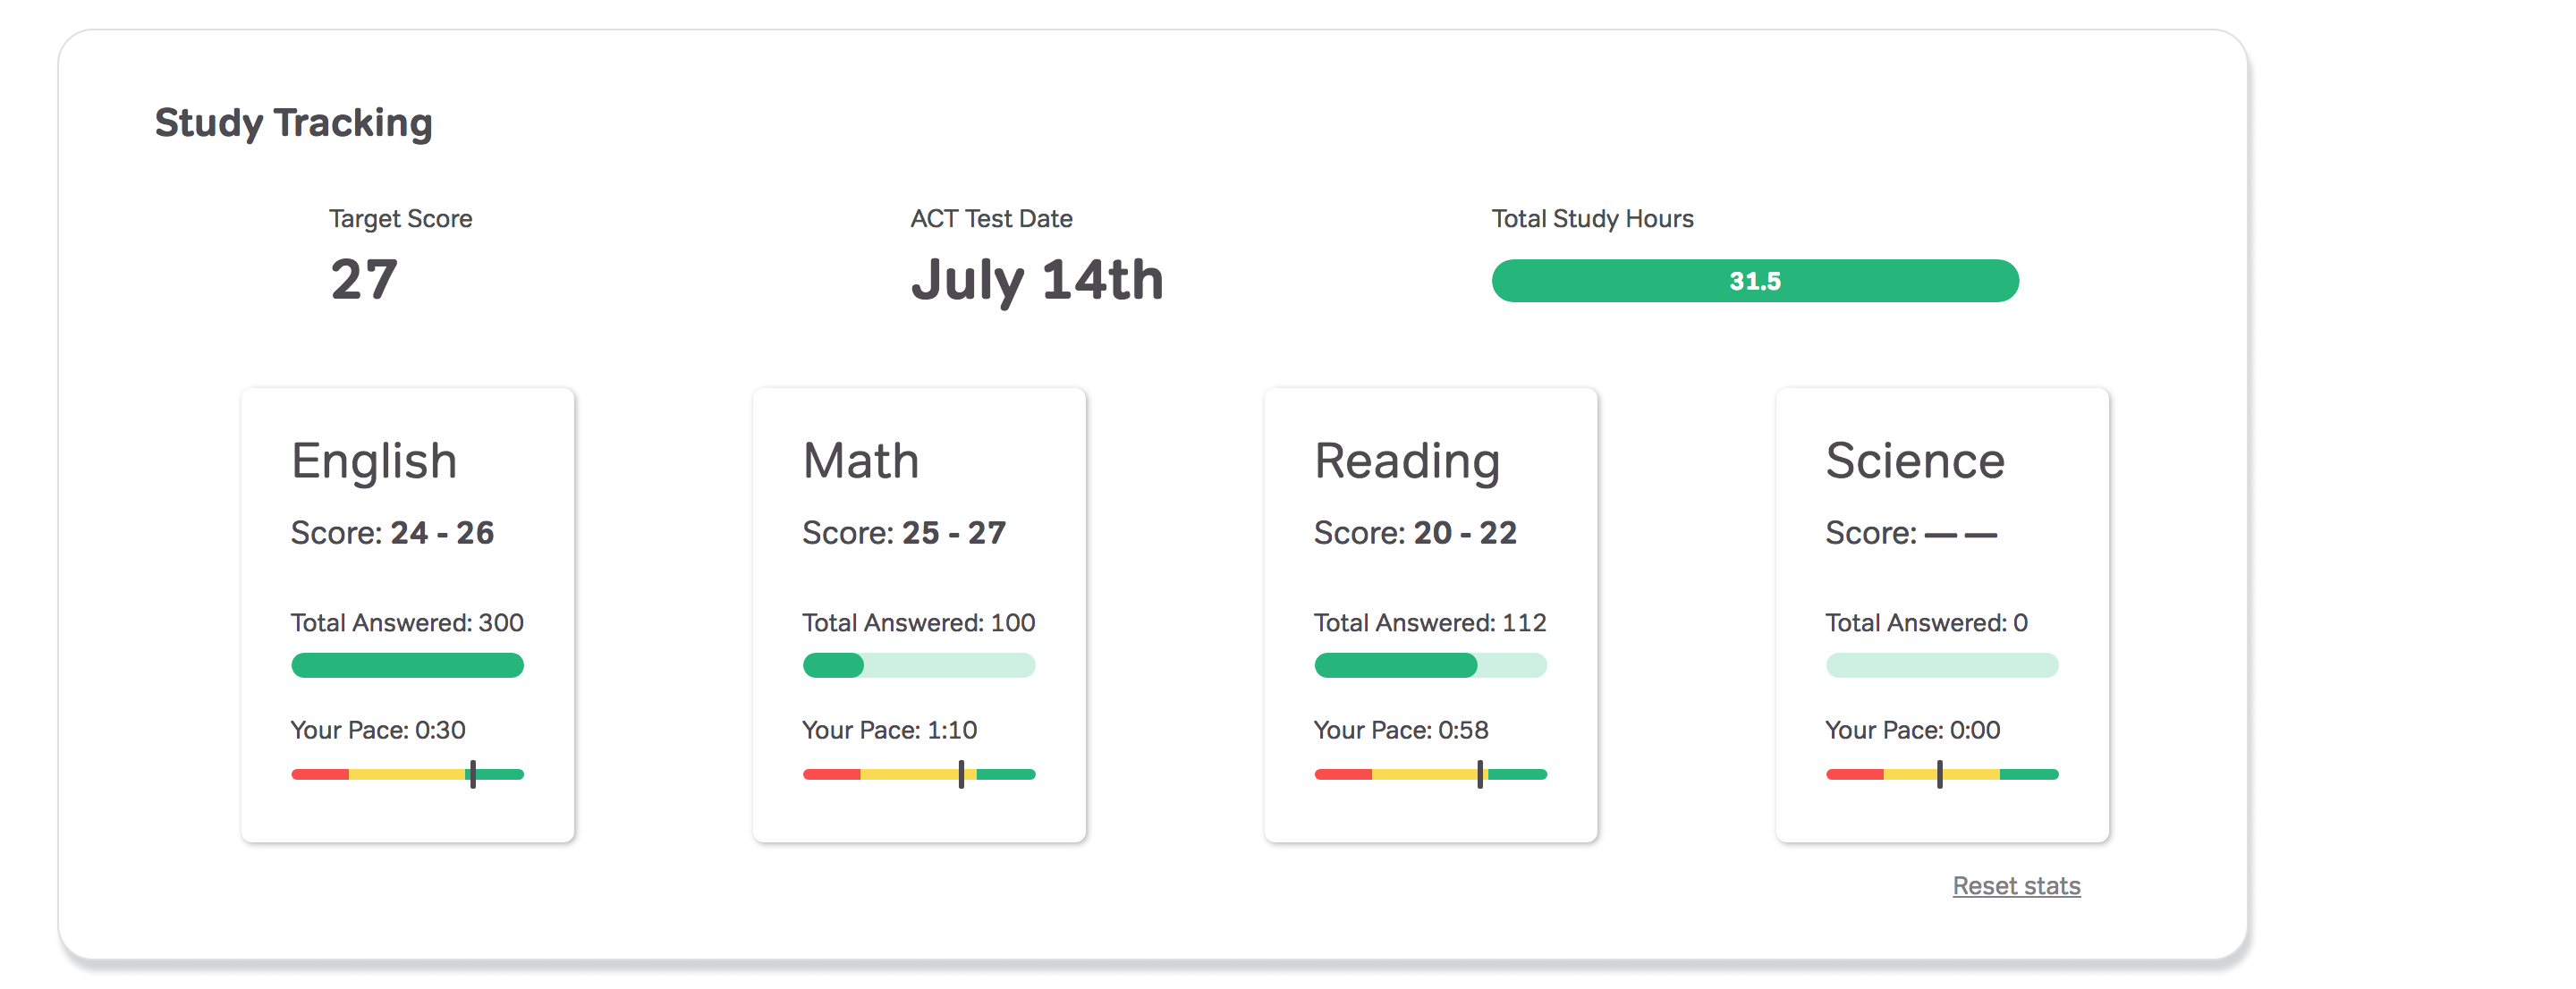 Study Tracking
Target Score
27
ACT Test Date
July 14th
Total Study Hours
31.5
English
Score: 24 - 26
Total Answered: 300
Your Pace: 0:30
Math
Score: 25 - 27
Total Answered: 100
Your Pace: 1:10
Reading
Score: 20 - 22
Total Answered: 112
Your Pace: 0:58
Science
Score: — —
Total Answered: 0
Your Pace: 0:00
Reset stats